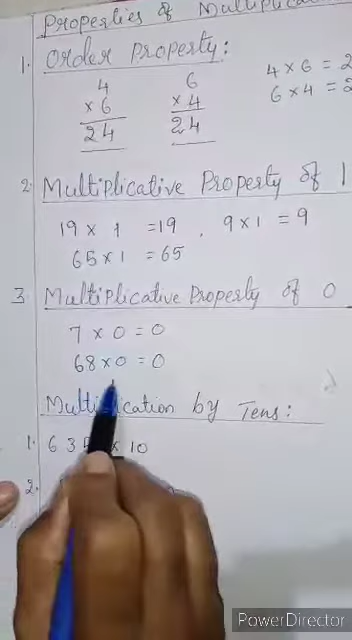 Properties of Multiplica
1. Order Property:
4 6 4 × 6 = 2
× 6 × 4 6 × 4 = 2
24 24
2. Multiplicative Property of 1
19 × 1 = 19, 9 × 1 = 9
65 × 1 = 65
3. Multiplicative Property of 0
7 × 0 = 0
68 × 0 = 0
Multiplication by Tens:
1. 63 × 10
2.
PowerDirector